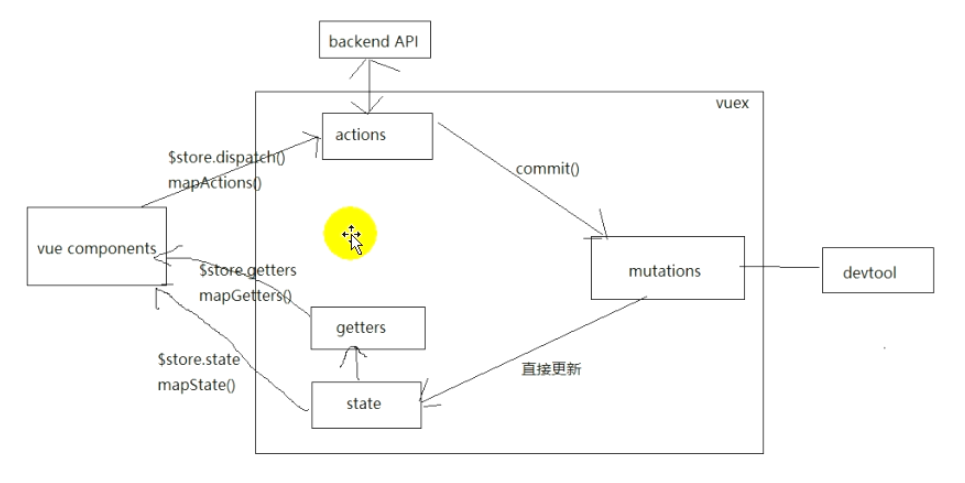 backend API
vuex
actions
$store.dispatch()
mapActions()
commit()
vue components
mutations
devtool
$store.getters
mapGetters()
getters
$store.state
mapState()
直接更新
state